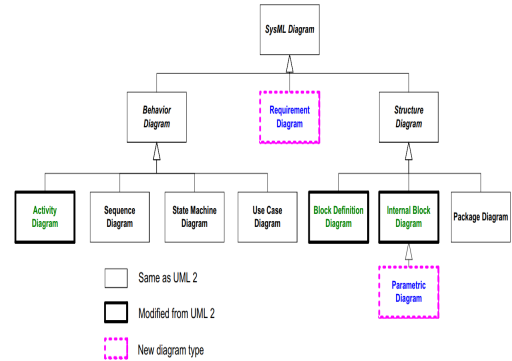 SysML Diagram
Behavior
Diagram
Requirement
Diagram
Structure
Diagram
Activity
Diagram
Sequence
Diagram
State Machine
Diagram
Use Case
Diagram
Block Definition
Diagram
Internal Block
Diagram
Package Diagram
Parametric
Diagram
Same as UML 2
Modified from UML 2
New diagram type